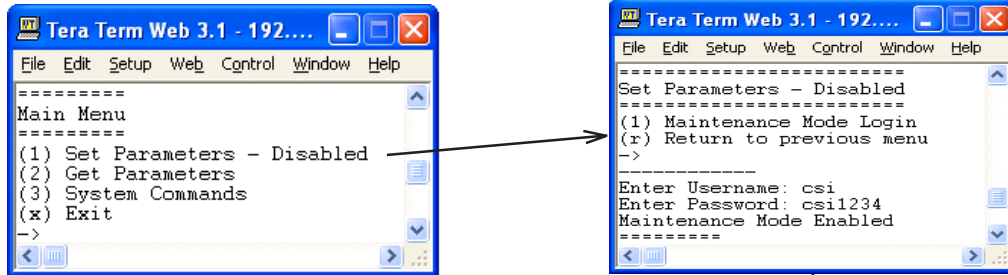 Tera Term Web 3.1 - 192....
File Edit Setup Web Control Window Help
=========
Main Menu
=========
(1) Set Parameters - Disabled
(2) Get Parameters
(3) System Commands
(x) Exit
->
Tera Term Web 3.1 - 192....
File Edit Setup Web Control Window Help
========================
Set Parameters - Disabled
========================
(1) Maintenance Mode Login
(r) Return to previous menu
->
------------
Enter Username: csi
Enter Password: csi1234
Maintenance Mode Enabled
=========